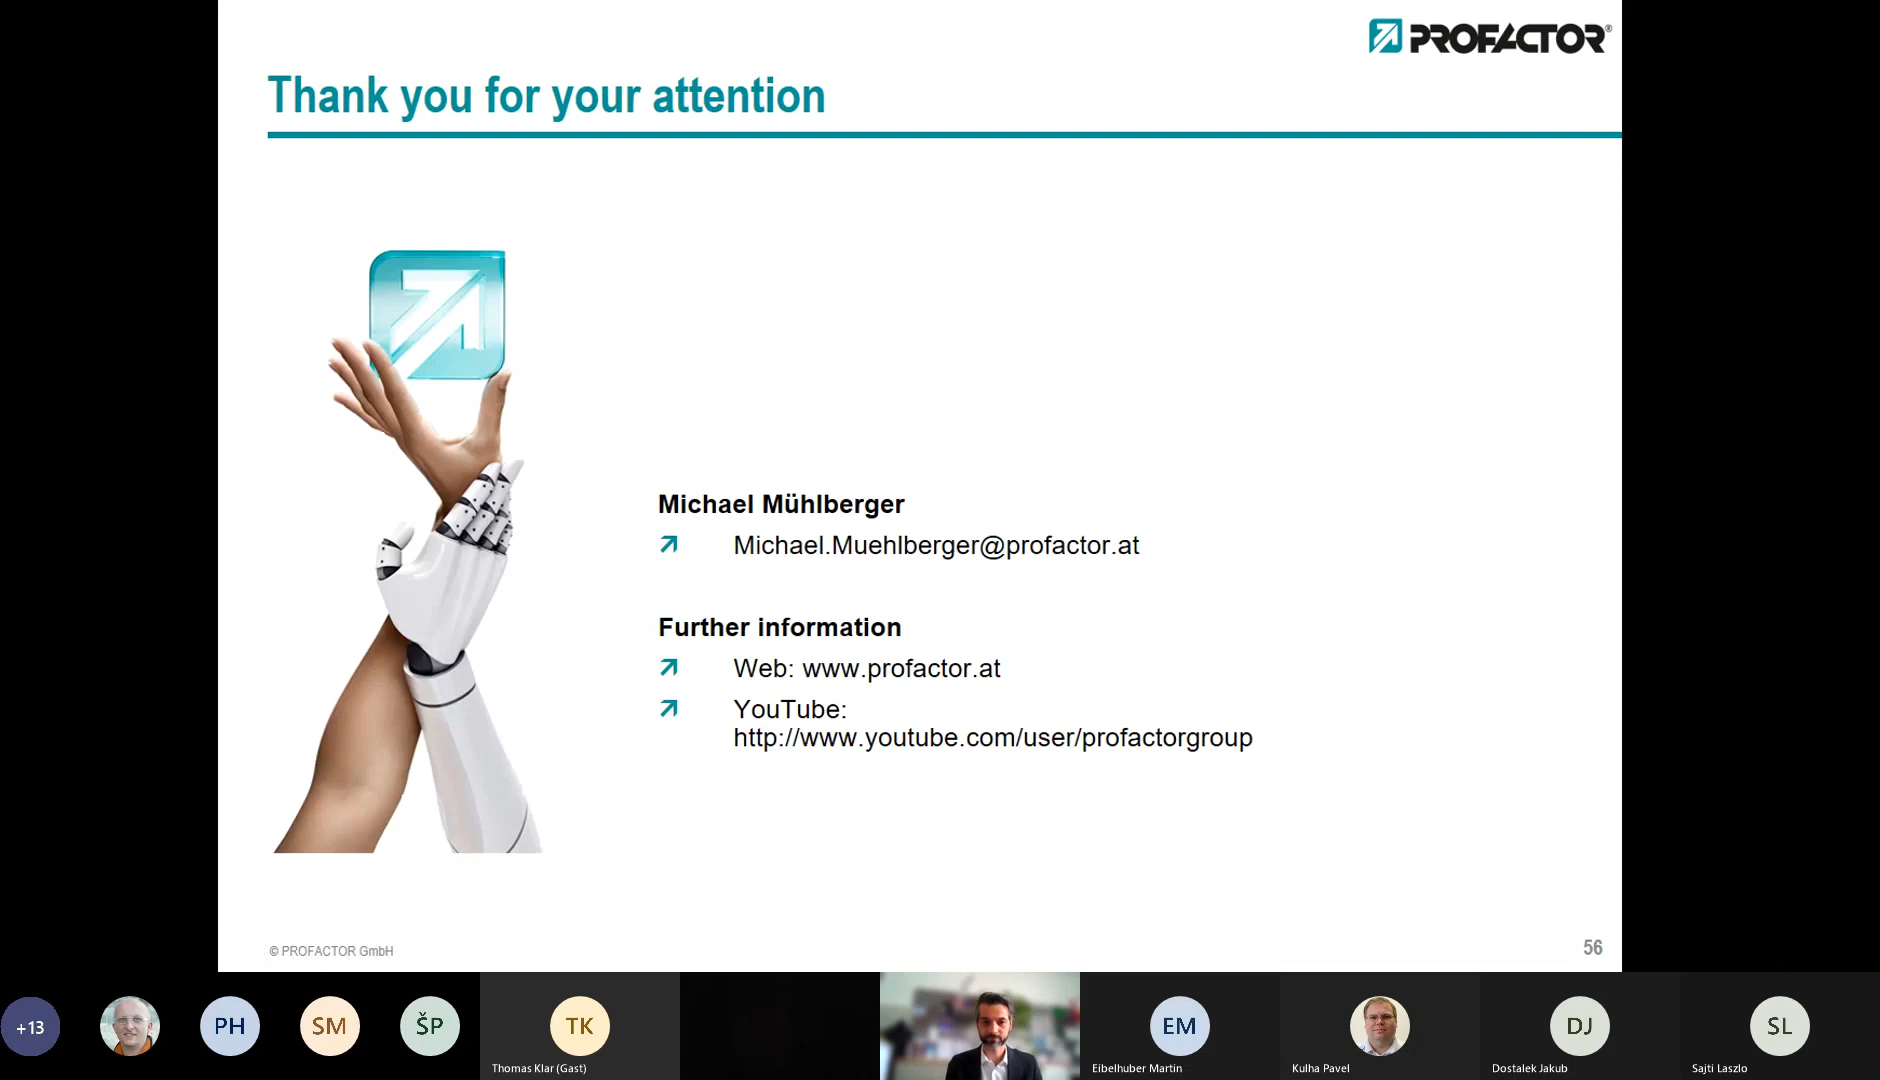 PROFACTOR®
Thank you for your attention
Michael Mühlberger
Michael.Muehlberger@profactor.at
Further information
Web: www.profactor.at
YouTube:
http://www.youtube.com/user/profactorgroup
© PROFACTOR GmbH
56
+13
PH
SM
ŠP
TK
Thomas Klar (Gast)
EM
Eibelhuber Martin
Kulha Pavel
DJ
Dostalek Jakub
SL
Sajti Laszlo